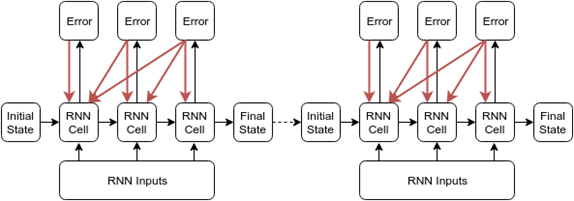 Error
Error
Error
Error
Error
Error
Initial
State
RNN
Cell
RNN
Cell
RNN
Cell
Final
State
Initial
State
RNN
Cell
RNN
Cell
RNN
Cell
Final
State
RNN Inputs
RNN Inputs